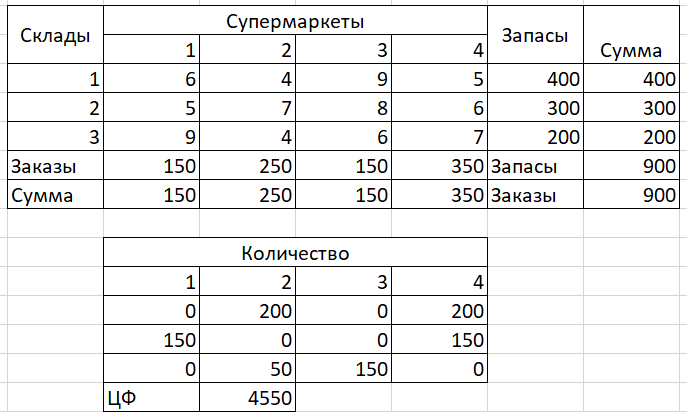 Склады Супермаркеты Запасы Сумма
1 2 3 4
1 6 4 9 5 400 400
2 5 7 8 6 300 300
3 9 4 6 7 200 200
Заказы 150 250 150 350 Запасы 900
Сумма 150 250 150 350 Заказы 900
Количество
1 2 3 4
0 200 0 200
150 0 0 150
0 50 150 0
ЦФ 4550